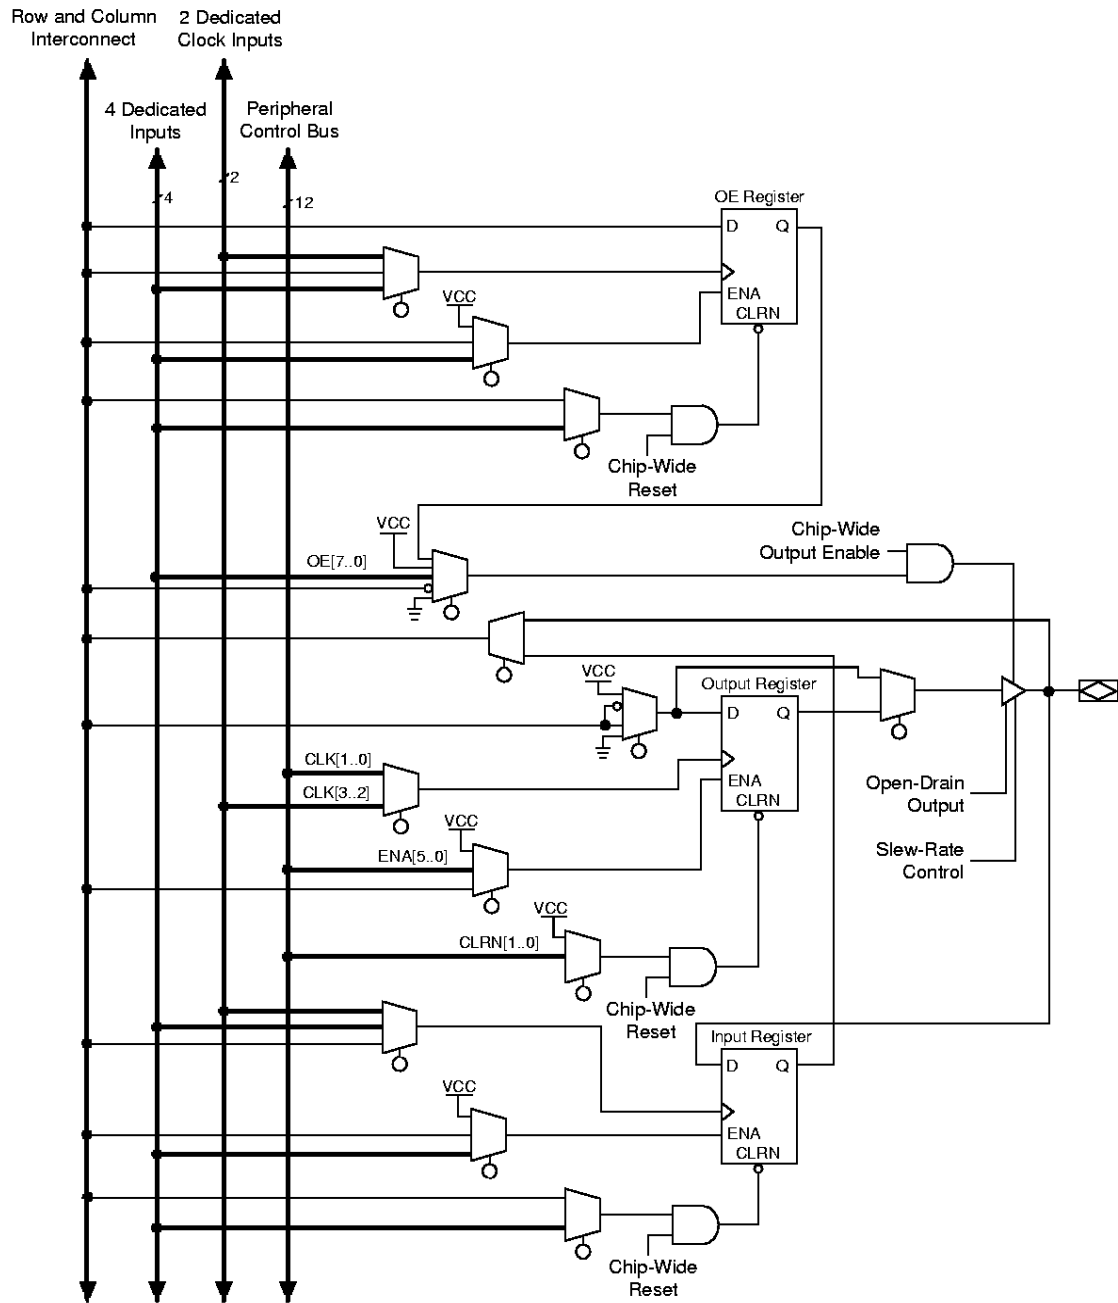 Row and Column
Interconnect
2 Dedicated
Clock Inputs
4 Dedicated
Inputs
Peripheral
Control Bus
2
4
12
OE Register
D Q
ENA
CLRN
VCC
Chip-Wide
Reset
VCC
OE[7..0]
Chip-Wide
Output Enable
VCC
Output Register
D Q
ENA
CLRN
CLK[1..0]
CLK[3..2]
Open-Drain
Output
VCC
ENA[5..0]
Slew-Rate
Control
VCC
CLRN[1..0]
Chip-Wide
Reset
Input Register
D Q
ENA
CLRN
VCC
Chip-Wide
Reset